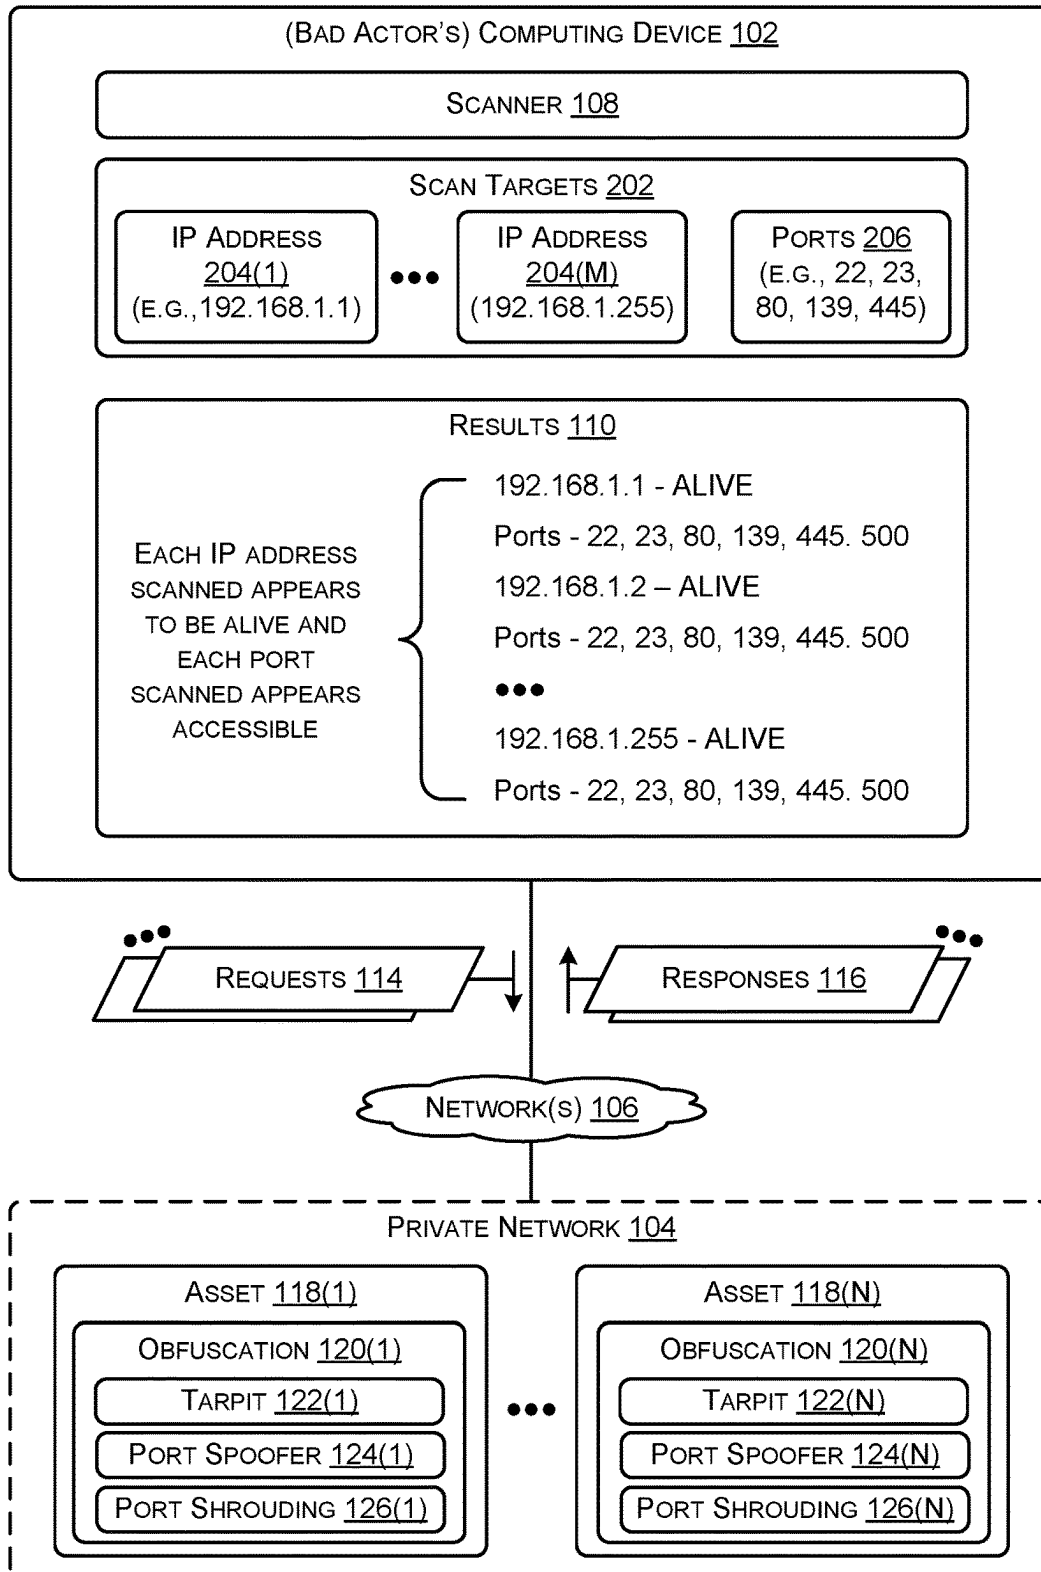 (Bad Actor's) Computing Device 102
Scanner 108
Scan Targets 202
IP Address
204(1)
(e.g.,192.168.1.1)
IP Address
204(M)
(192.168.1.255)
Ports 206
(e.g., 22, 23,
80, 139, 445)
Results 110
Each IP address
scanned appears
to be alive and
each port
scanned appears
accessible
192.168.1.1 - ALIVE
Ports - 22, 23, 80, 139, 445. 500
192.168.1.2 – ALIVE
Ports - 22, 23, 80, 139, 445. 500
192.168.1.255 - ALIVE
Ports - 22, 23, 80, 139, 445. 500
Requests 114
Responses 116
Network(s) 106
Private Network 104
Asset 118(1)
Obfuscation 120(1)
Tarpit 122(1)
Port Spoofer 124(1)
Port Shrouding 126(1)
Asset 118(N)
Obfuscation 120(N)
Tarpit 122(N)
Port Spoofer 124(N)
Port Shrouding 126(N)